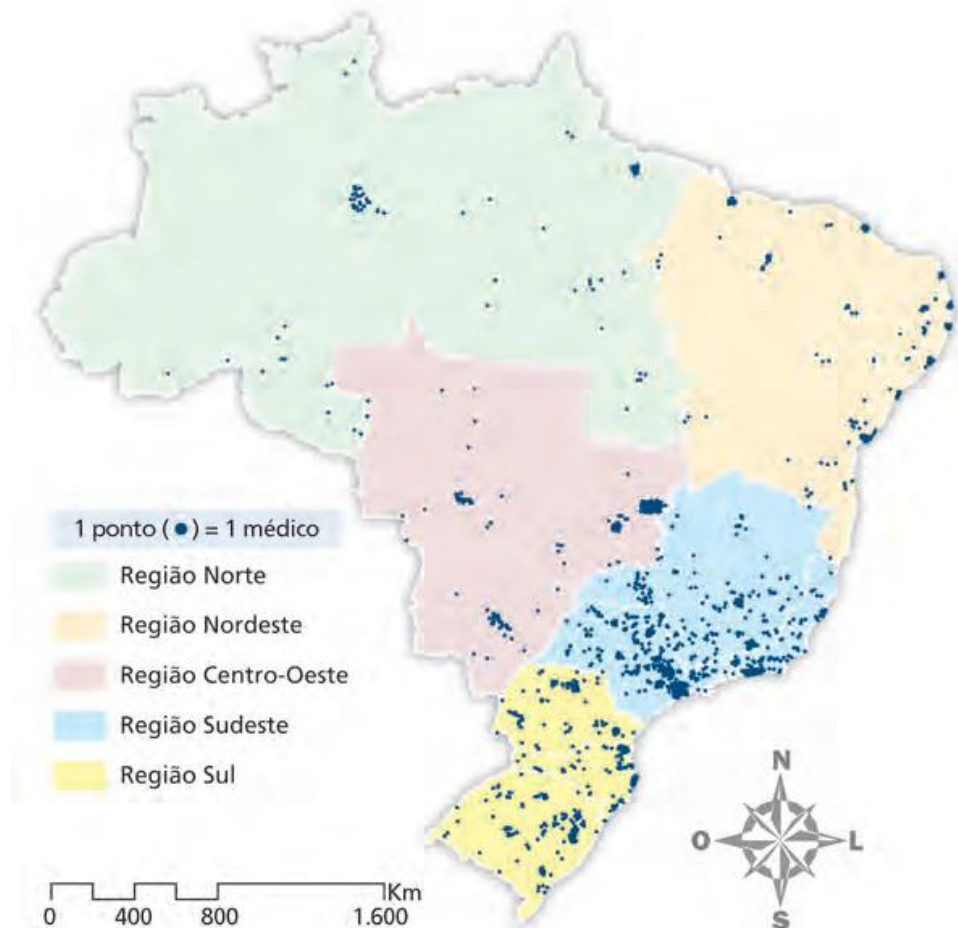 1 ponto (●) = 1 médico
Região Norte
Região Nordeste
Região Centro-Oeste
Região Sudeste
Região Sul
N
O L
S
Km
0 400 800 1.600